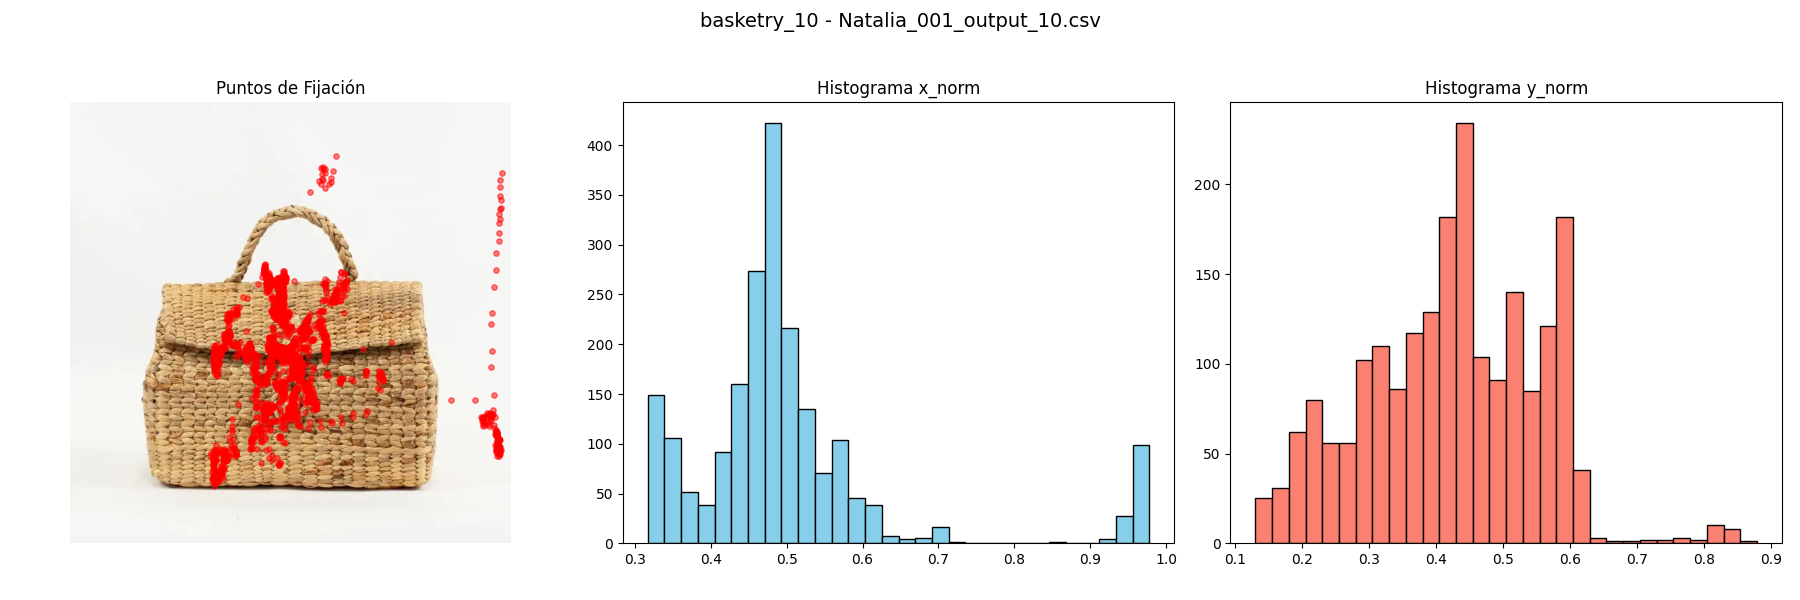 basketry_10 - Natalia_001_output_10.csv
Puntos de Fijación
Histograma x_norm
400
350
300
250
200
150
100
50
0
0.3 0.4 0.5 0.6 0.7 0.8 0.9 1.0
Histograma y_norm
200
150
100
50
0
0.1 0.2 0.3 0.4 0.5 0.6 0.7 0.8 0.9